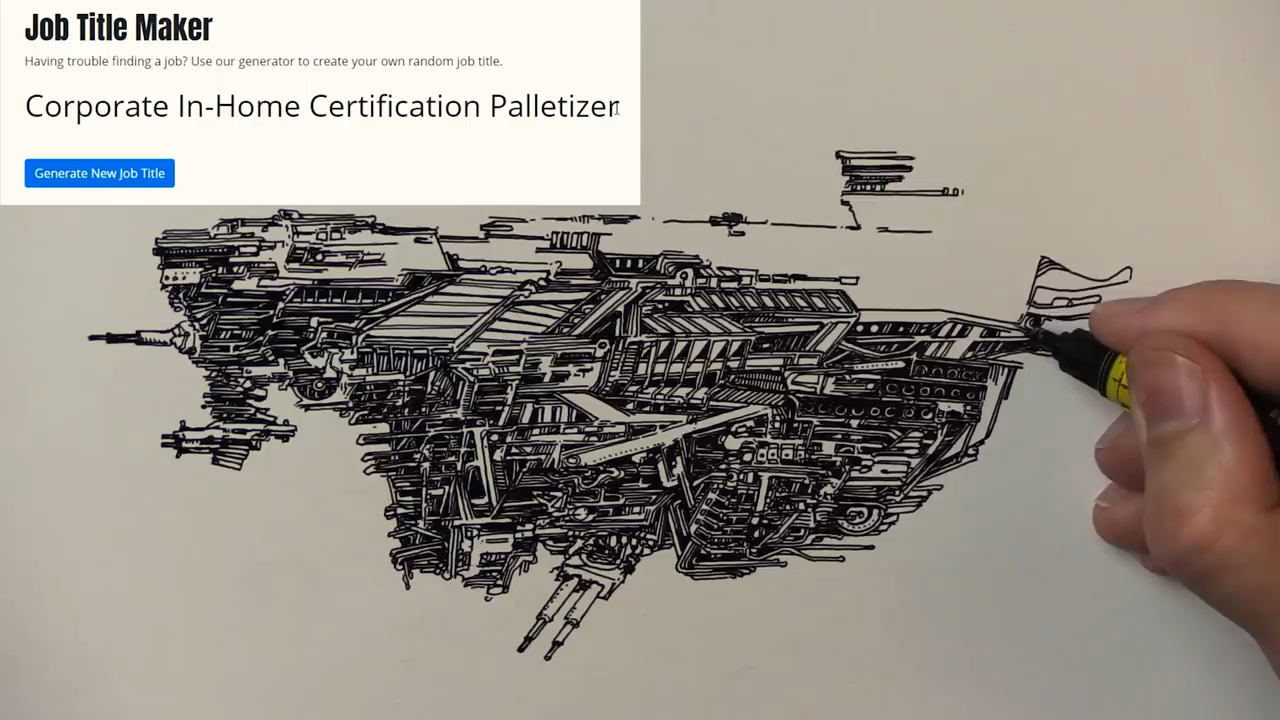 Job Title Maker
Having trouble finding a job? Use our generator to create your own random job title.
Corporate In-Home Certification Palletizer
Generate New Job Title